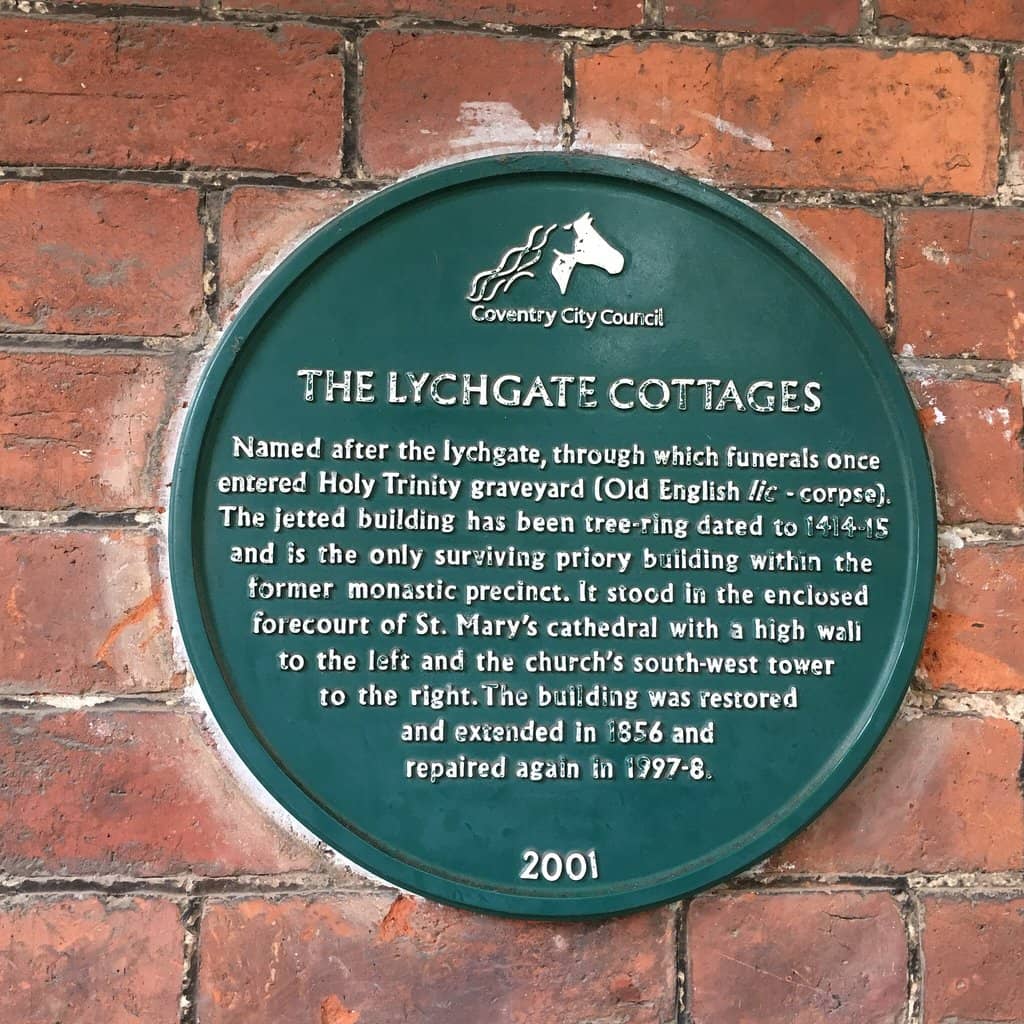 Coventry City Council
THE LYCHGATE COTTAGES
Named after the lychgate, through which funerals once
entered Holy Trinity graveyard (Old English lic - corpse).
The jetted building has been tree-ring dated to 1414-15
and is the only surviving priory building within the
former monastic precinct. It stood in the enclosed
forecourt of St. Mary's cathedral with a high wall
to the left and the church's south-west tower
to the right. The building was restored
and extended in 1856 and
repaired again in 1997-8.
2001